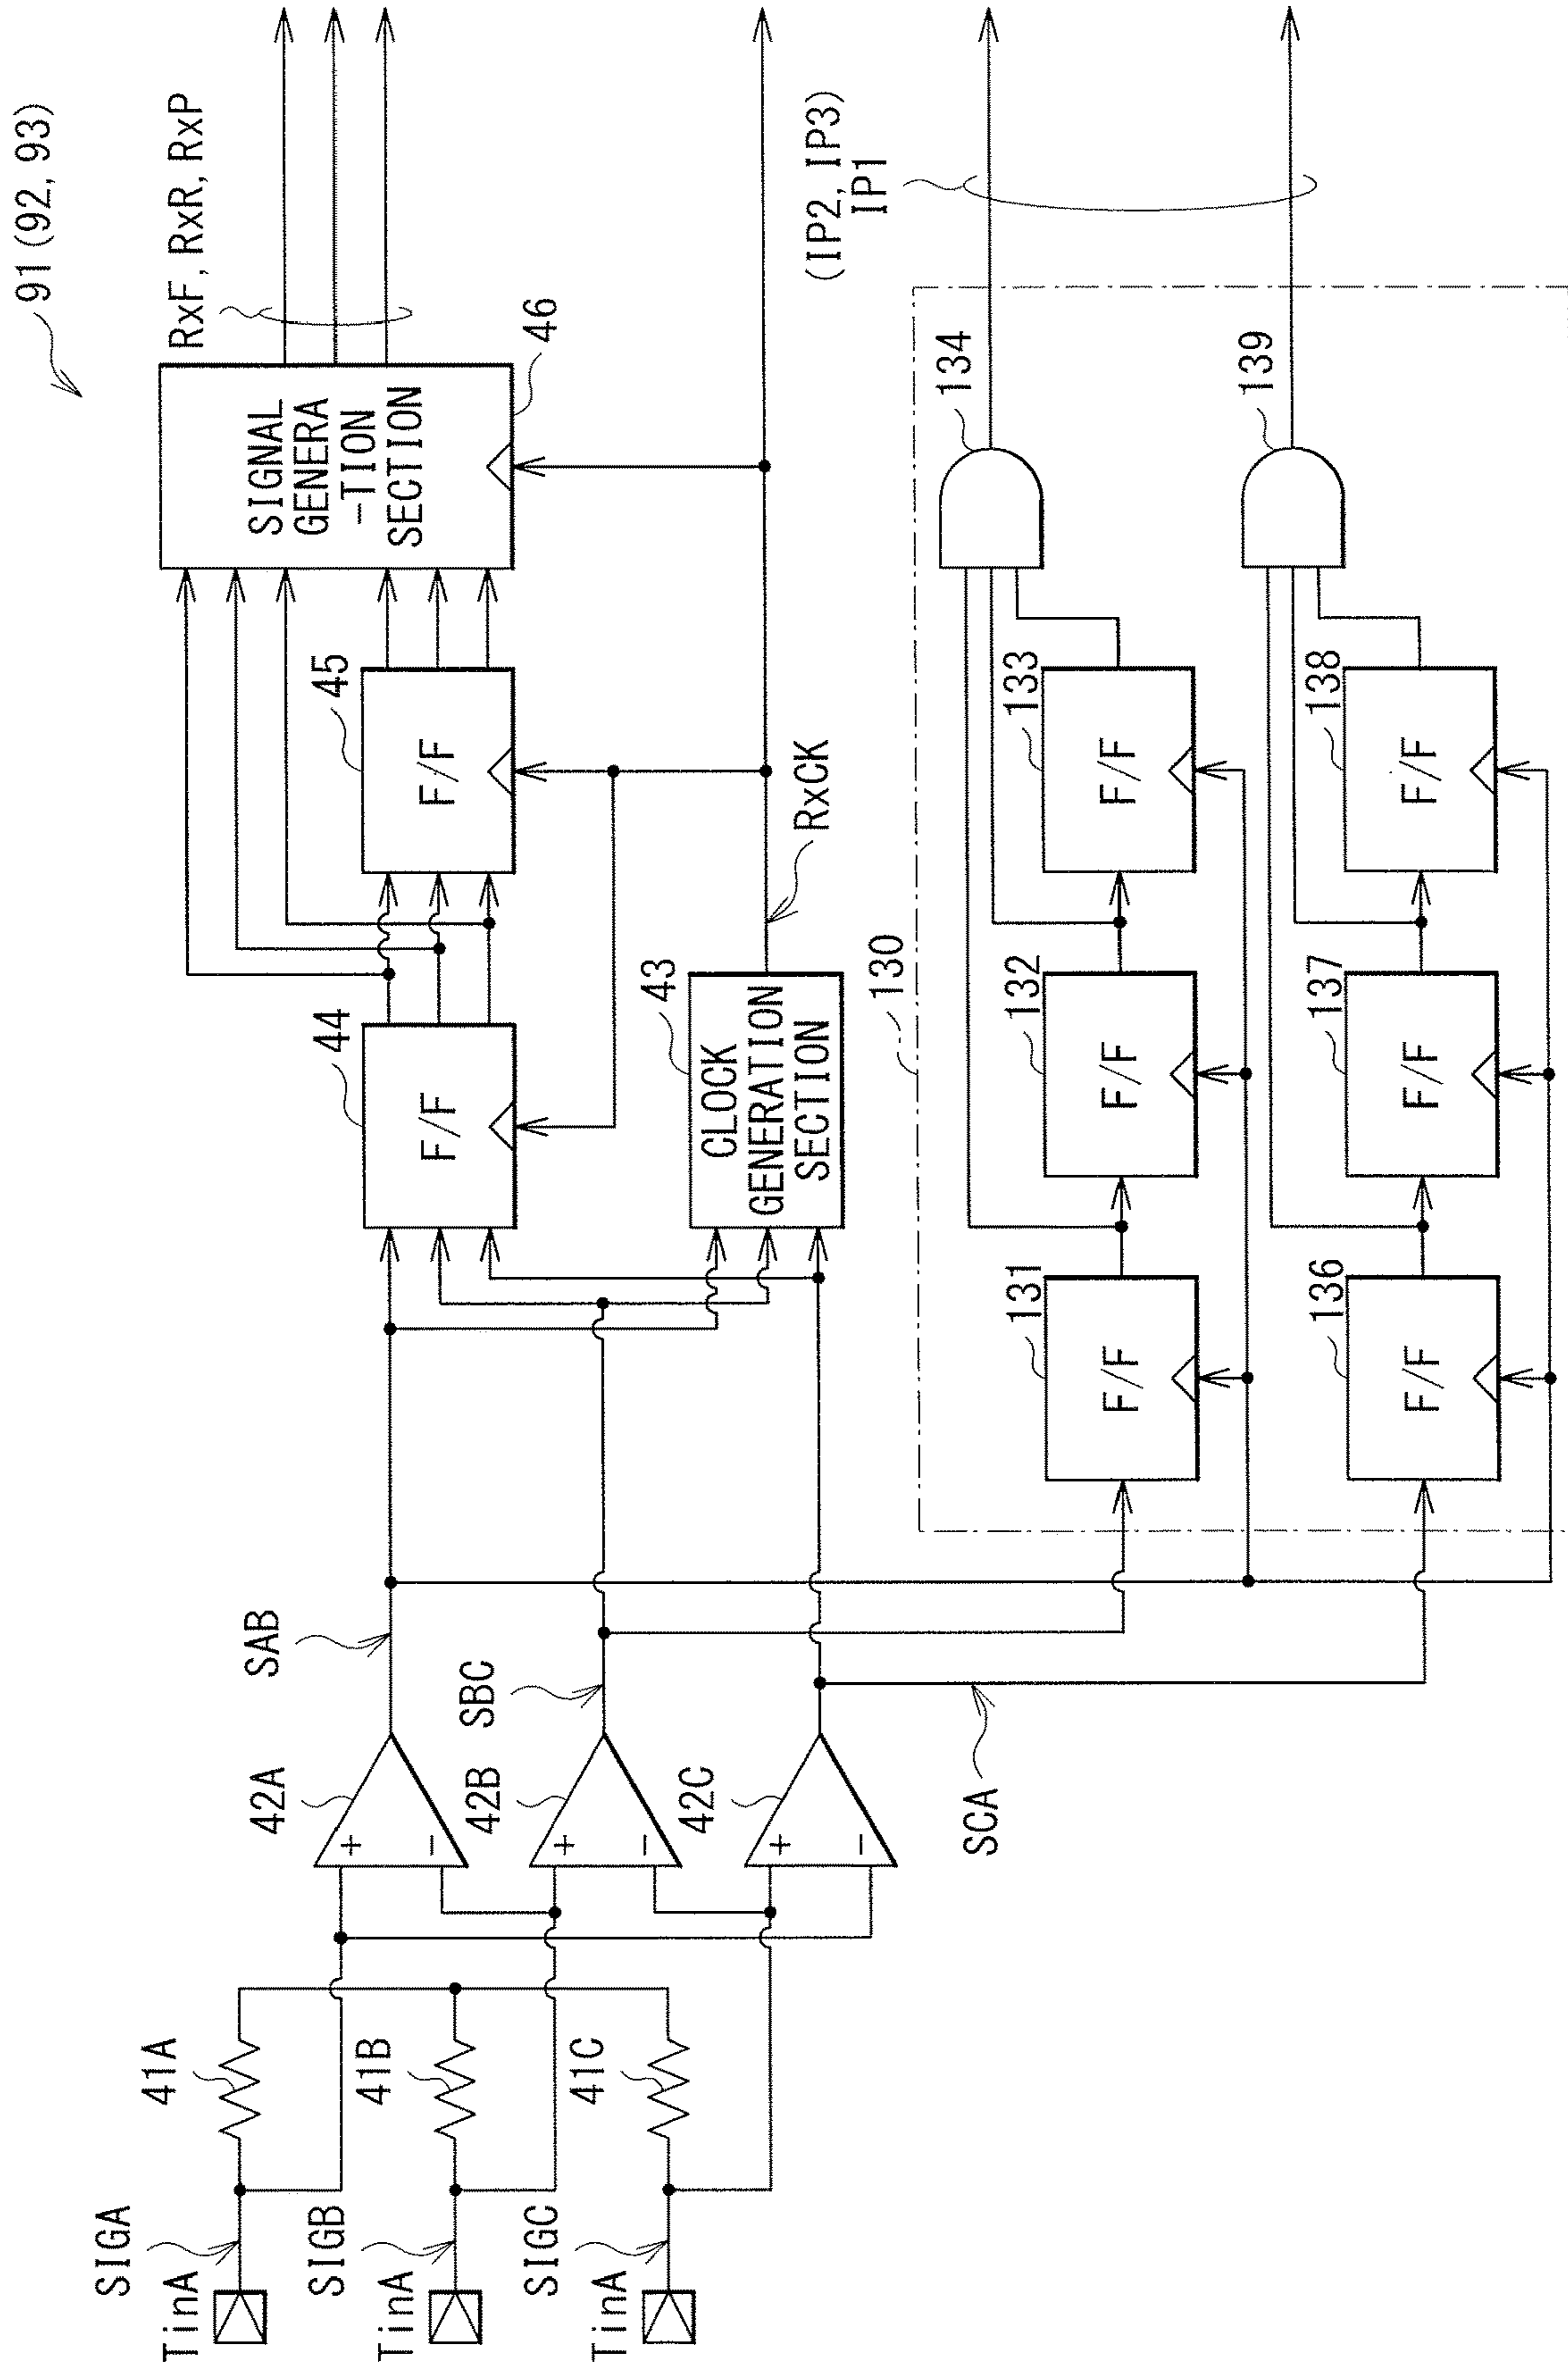 91 (92, 93)
RxF, RxR, RxP
SIGNAL
GENERA
-TION
SECTION
46
45
F/F
44
F/F
43
CLOCK
GENERATION
SECTION
RxCK
SAB
SBC
SCA
42A
+
-
42B
+
-
42C
+
-
41A
41B
41C
SIGA
TinA
SIGB
TinA
SIGC
TinA
(IP2, IP3)
IP1
130
131
F/F
132
F/F
133
F/F
134
136
F/F
137
F/F
138
F/F
139